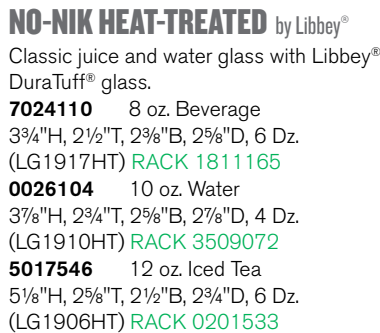 NO-NIK HEAT-TREATED by Libbey®
Classic juice and water glass with Libbey®
DuraTuff® glass.
7024110 8 oz. Beverage
3¾"H, 2½"T, 2⅜"B, 2⅝"D, 6 Dz.
(LG1917HT) RACK 1811165
0026104 10 oz. Water
3⅞"H, 2¾"T, 2⅝"B, 2⅞"D, 4 Dz.
(LG1910HT) RACK 3509072
5017546 12 oz. Iced Tea
5⅛"H, 2⅝"T, 2½"B, 2¾"D, 6 Dz.
(LG1906HT) RACK 0201533